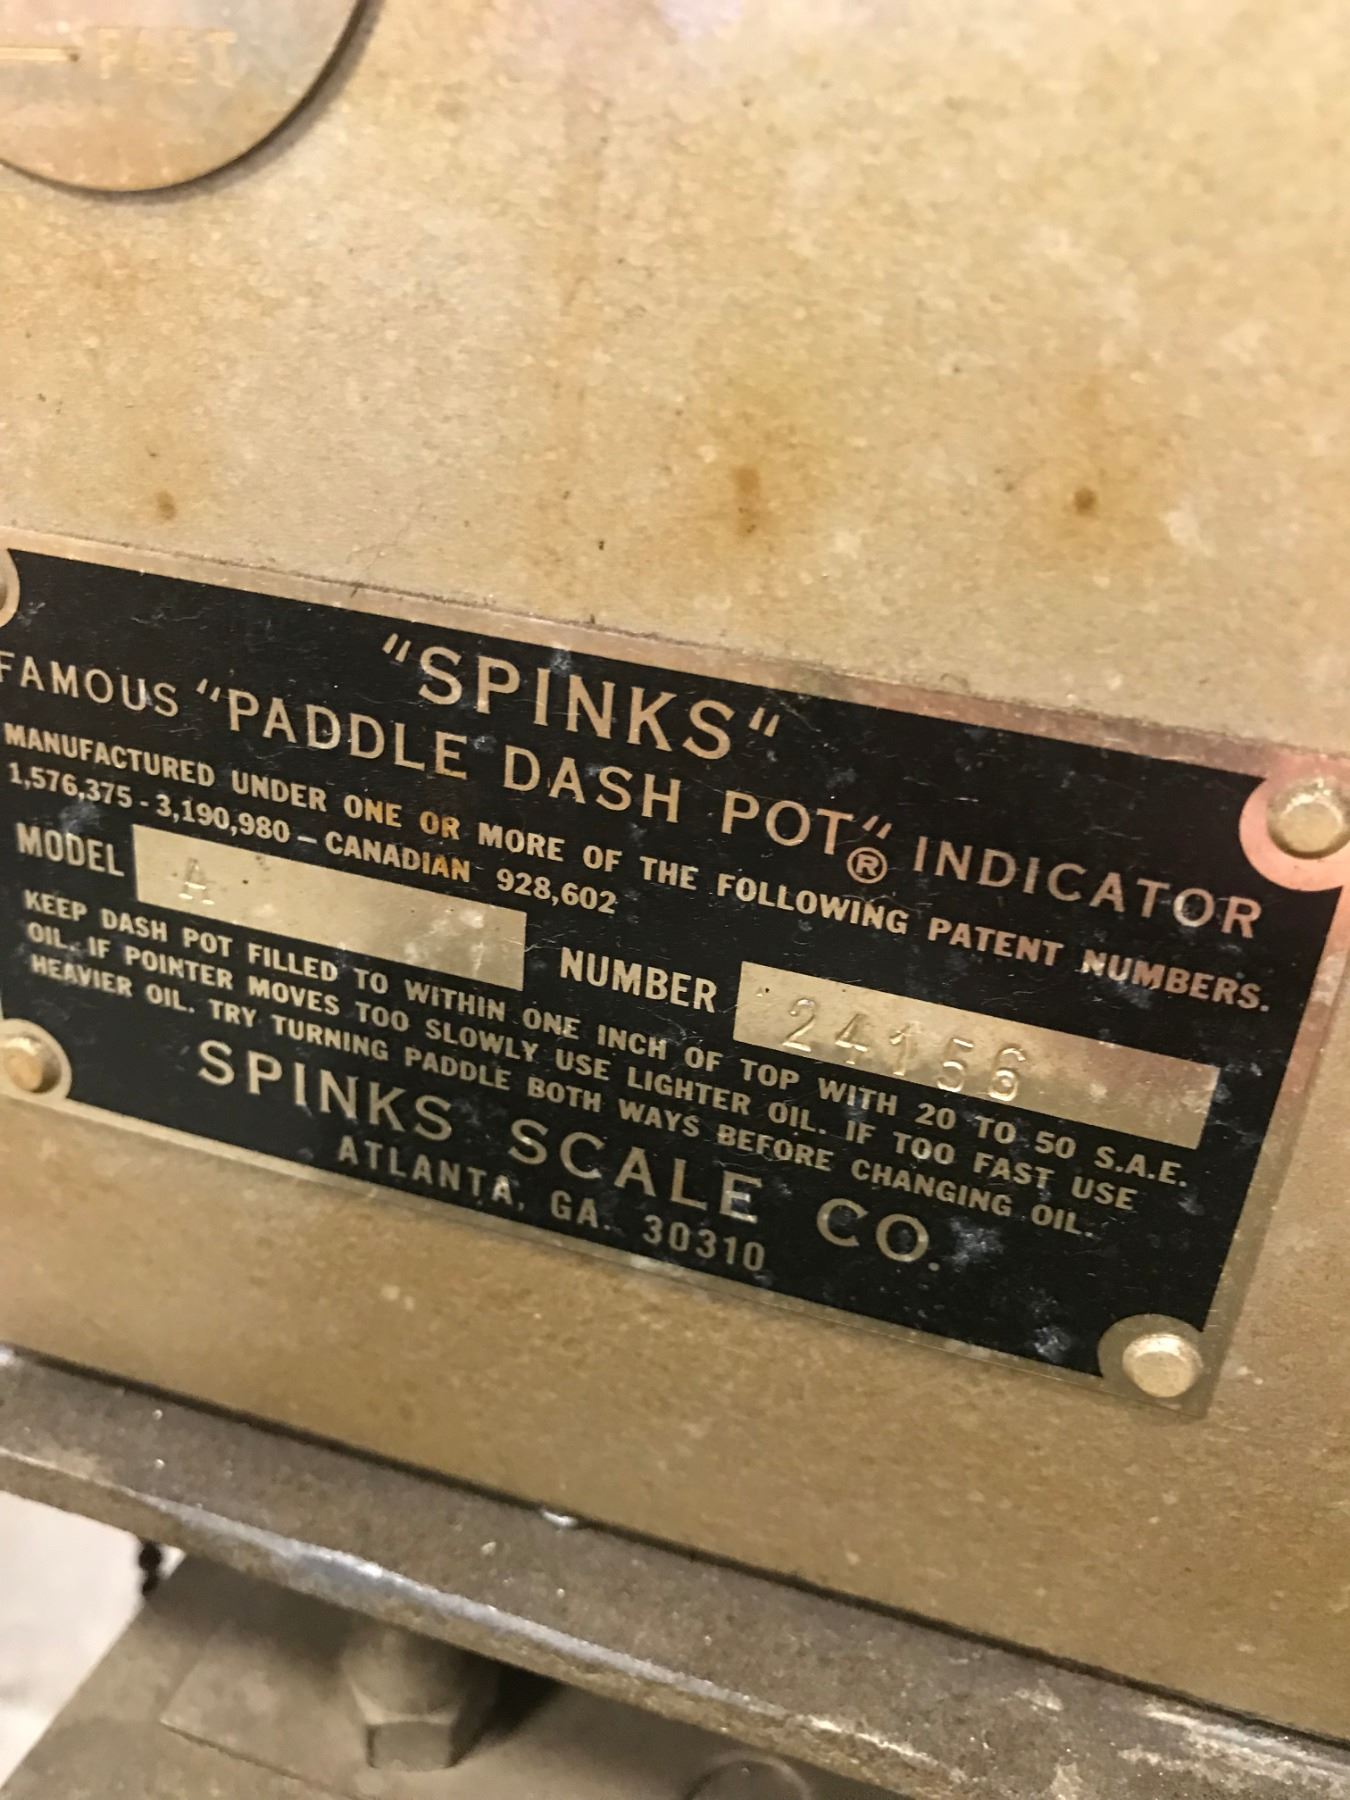 FAST
“SPINKS“
FAMOUS “PADDLE DASH POT“® INDICATOR
MANUFACTURED UNDER ONE OR MORE OF THE FOLLOWING PATENT NUMBERS.
1,576,375 - 3,190,980 – CANADIAN 928,602
MODEL A NUMBER 24156
KEEP DASH POT FILLED TO WITHIN ONE INCH OF TOP WITH 20 TO 50 S.A.E.
OIL. IF POINTER MOVES TOO SLOWLY USE LIGHTER OIL. IF TOO FAST USE
HEAVIER OIL. TRY TURNING PADDLE BOTH WAYS BEFORE CHANGING OIL.
SPINKS SCALE CO.
ATLANTA, GA. 30310